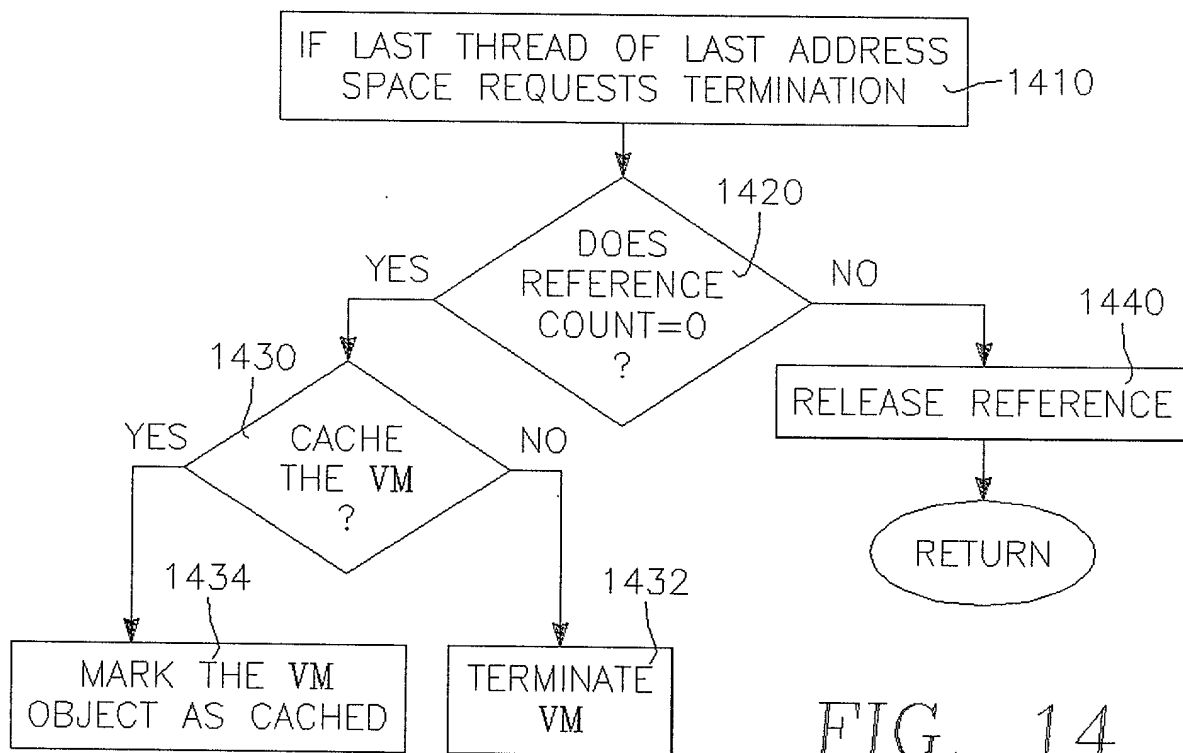 IF LAST THREAD OF LAST ADDRESS
SPACE REQUESTS TERMINATION
1410
1420
DOES
REFERENCE
COUNT=0
?
YES
NO
1440
RELEASE REFERENCE
RETURN
1430
CACHE
THE VM
?
YES
NO
1434
MARK THE VM
OBJECT AS CACHED
1432
TERMINATE
VM
FIG. 14